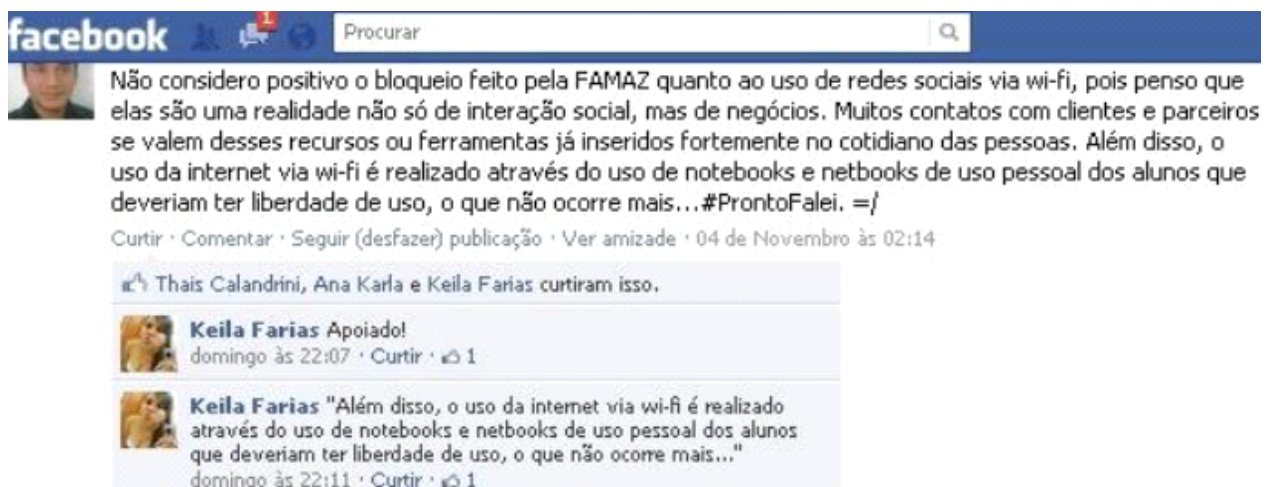 facebook
1
Procurar
Não considero positivo o bloqueio feito pela FAMAZ quanto ao uso de redes sociais via wi-fi, pois penso que
elas são uma realidade não só de interação social, mas de negócios. Muitos contatos com clientes e parceiros
se valem desses recursos ou ferramentas já inseridos fortemente no cotidiano das pessoas. Além disso, o
uso da internet via wi-fi é realizado através do uso de notebooks e netbooks de uso pessoal dos alunos que
deveriam ter liberdade de uso, o que não ocorre mais...#ProntoFalei. =/
Curtir · Comentar · Seguir (desfazer) publicação · Ver amizade · 04 de Novembro às 02:14
Thais Calandrini, Ana Karla e Keila Farias curtiram isso.
Keila Farias Apoiado!
domingo às 22:07 · Curtir · 1
Keila Farias "Além disso, o uso da internet via wi-fi é realizado
através do uso de notebooks e netbooks de uso pessoal dos alunos
que deveriam ter liberdade de uso, o que não ocorre mais..."
domingo às 22:11 · Curtir · 1